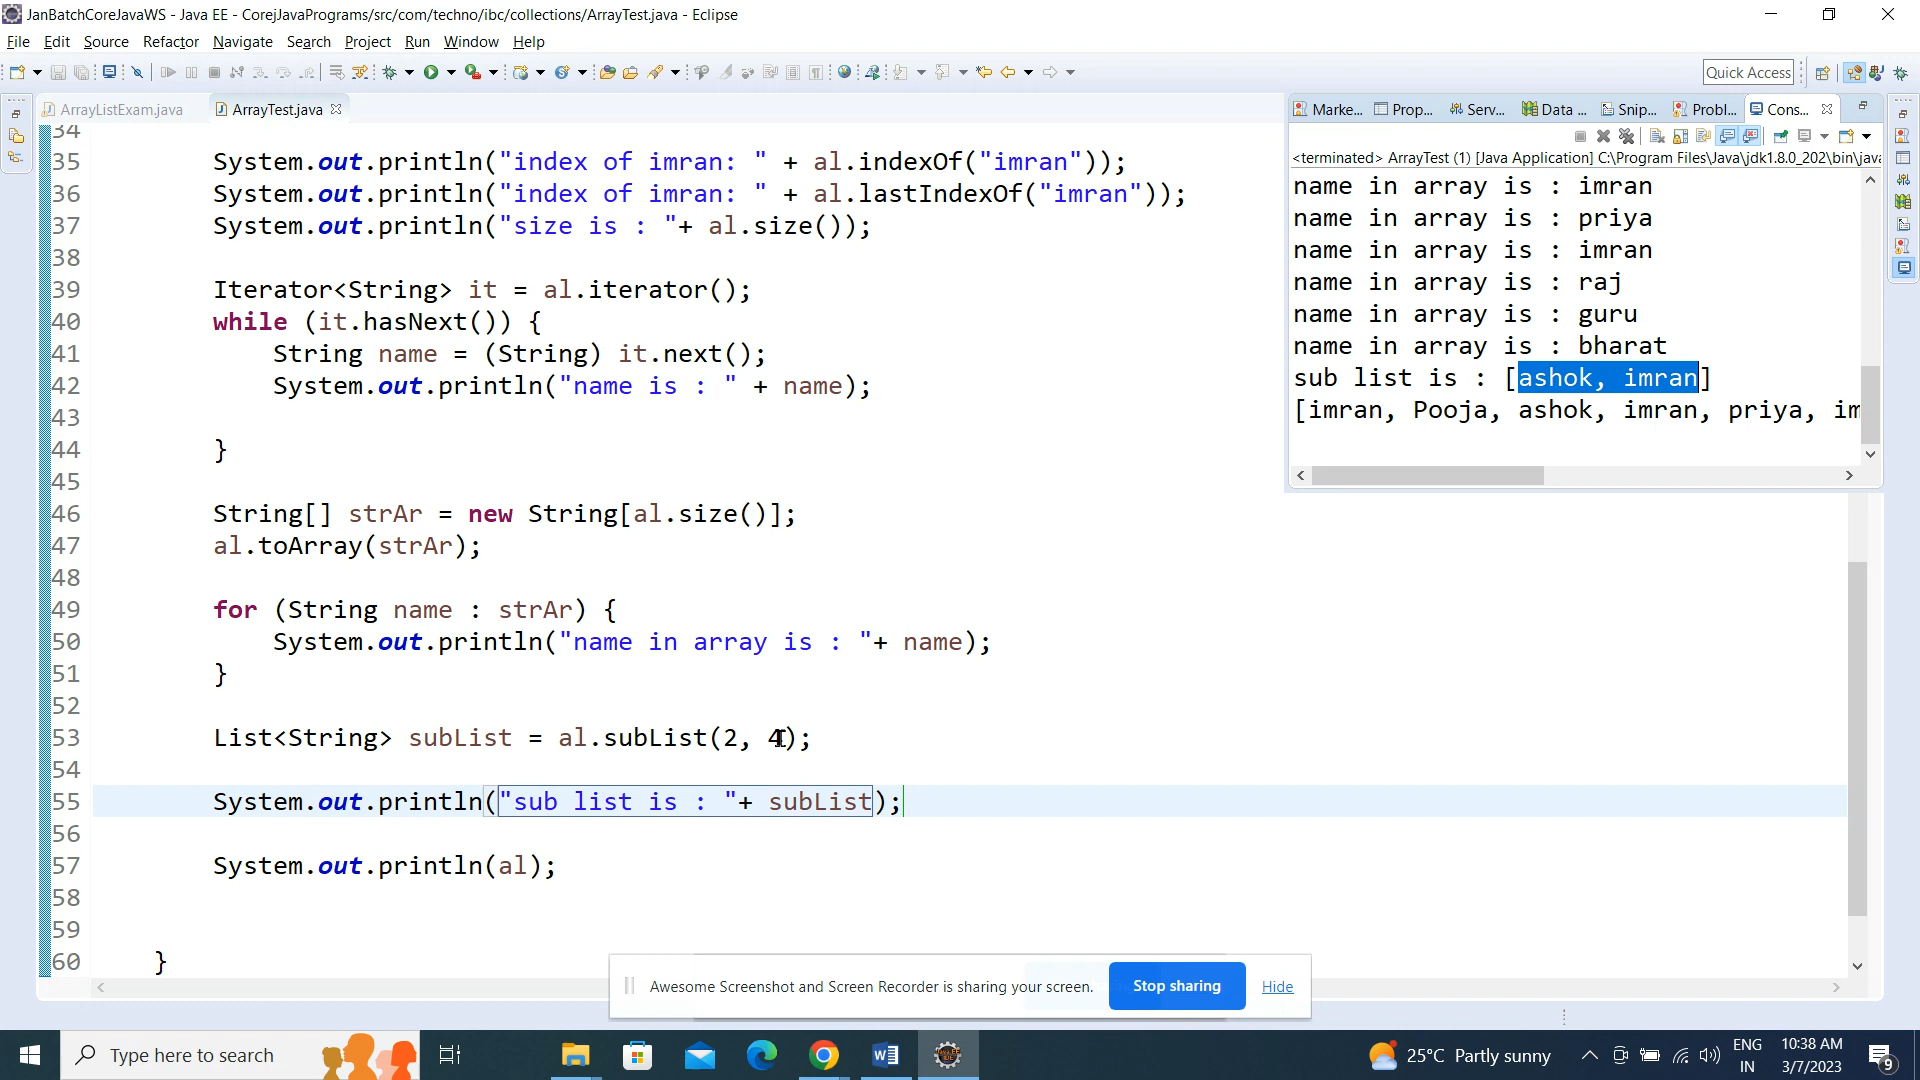 JanBatchCoreJavaWS - Java EE - CorejJavaPrograms/src/com/techno/ibc/collections/ArrayTest.java - Eclipse
File Edit Source Refactor Navigate Search Project Run Window Help
Quick Access
ArrayListExam.java ArrayTest.java
34
35 System.out.println("index of imran: " + al.indexOf("imran"));
36 System.out.println("index of imran: " + al.lastIndexOf("imran"));
37 System.out.println("size is : "+ al.size());
38
39 Iterator<String> it = al.iterator();
40 while (it.hasNext()) {
41 String name = (String) it.next();
42 System.out.println("name is : " + name);
43
44 }
45
46 String[] strAr = new String[al.size()];
47 al.toArray(strAr);
48
49 for (String name : strAr) {
50 System.out.println("name in array is : "+ name);
51 }
52
53 List<String> subList = al.subList(2, 4);
54
55 System.out.println("sub list is : "+ subList);
56
57 System.out.println(al);
58
59
60 }
Marke... Prop... Serv... Data ... Snip... Probl... Cons...
<terminated> ArrayTest (1) [Java Application] C:\Program Files\Java\jdk1.8.0_202\bin\java
name in array is : imran
name in array is : priya
name in array is : imran
name in array is : raj
name in array is : guru
name in array is : bharat
sub list is : [ashok, imran]
[imran, Pooja, ashok, imran, priya, im
Awesome Screenshot and Screen Recorder is sharing your screen. Stop sharing Hide
Type here to search
25°C Partly sunny
ENG
IN
10:38 AM
3/7/2023
9